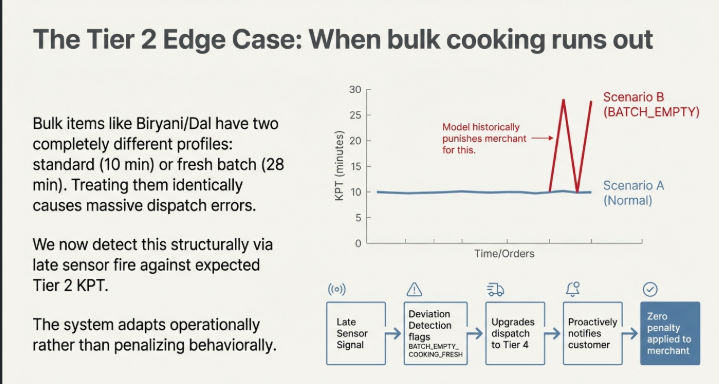 The Tier 2 Edge Case: When bulk cooking runs out
Bulk items like Biryani/Dal have two
completely different profiles:
standard (10 min) or fresh batch (28
min). Treating them identically
causes massive dispatch errors.
We now detect this structurally via
late sensor fire against expected
Tier 2 KPT.
The system adapts operationally
rather than penalizing behaviorally.
KPT (minutes)
30
25
20
15
10
5
0
Time/Orders
Model historically
punishes merchant
for this.
Scenario B
(BATCH_EMPTY)
Scenario A
(Normal)
Late
Sensor
Signal
Deviation
Detection
flags
BATCH_EMPTY_
COOKING_FRESH
Upgrades
dispatch
to Tier 4
Proactively
notifies
customer
Zero
penalty
applied to
merchant